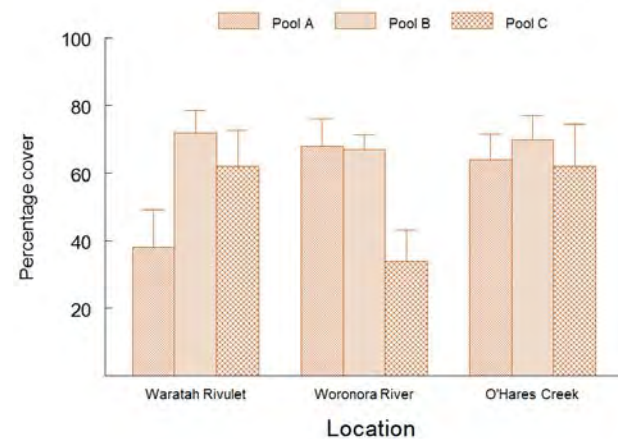 Pool A Pool B Pool C
100
80
60
40
20
Percentage cover
Waratah Rivulet Woronora River O'Hares Creek
Location